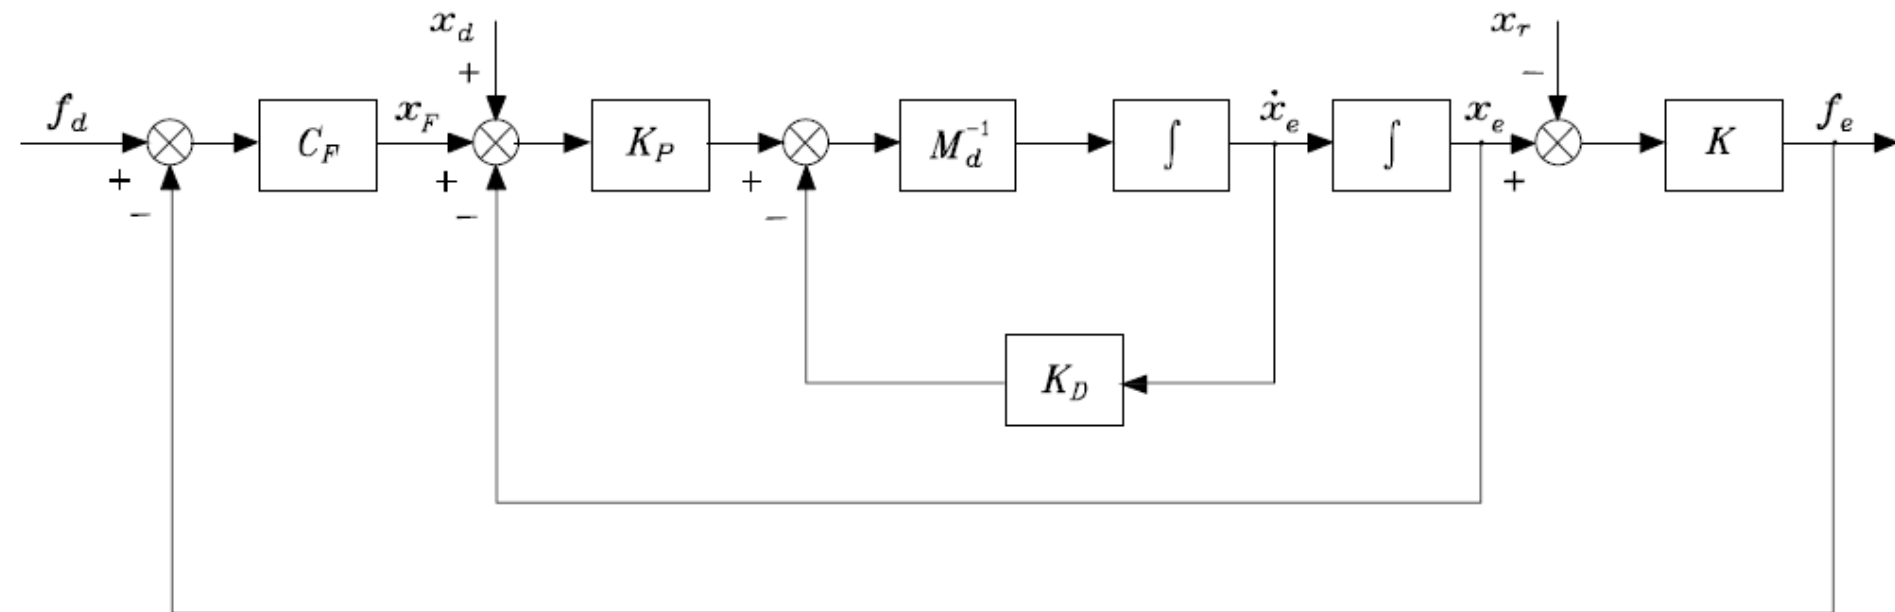 x_d
x_r
+
−
f_d
C_F
x_F
K_P
M_d^{-1}
∫
ẋ_e
∫
x_e
K
f_e
+
+
+
+
−
−
−
K_D